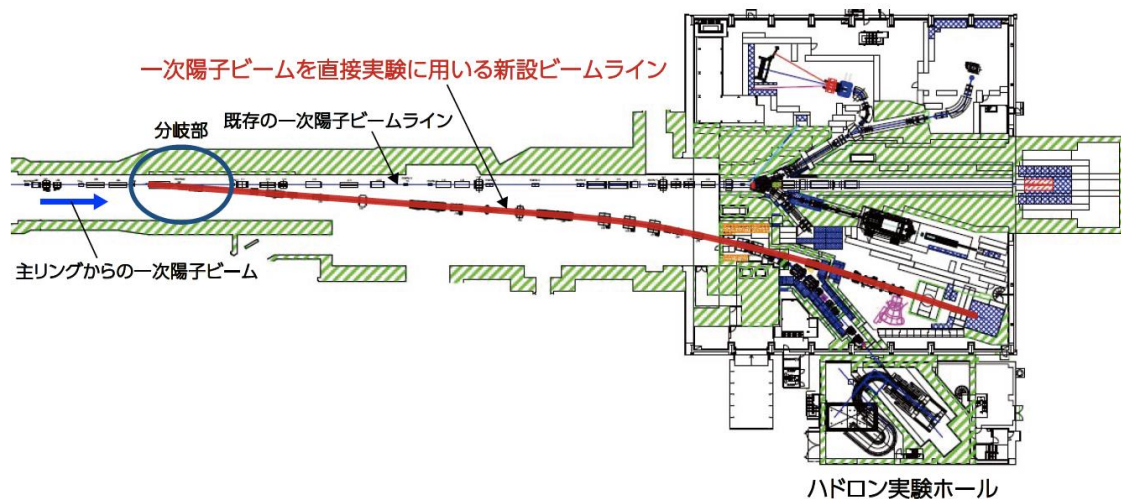 一次陽子ビームを直接実験に用いる新設ビームライン
分岐部
既存の一次陽子ビームライン
主リングからの一次陽子ビーム
ハドロン実験ホール